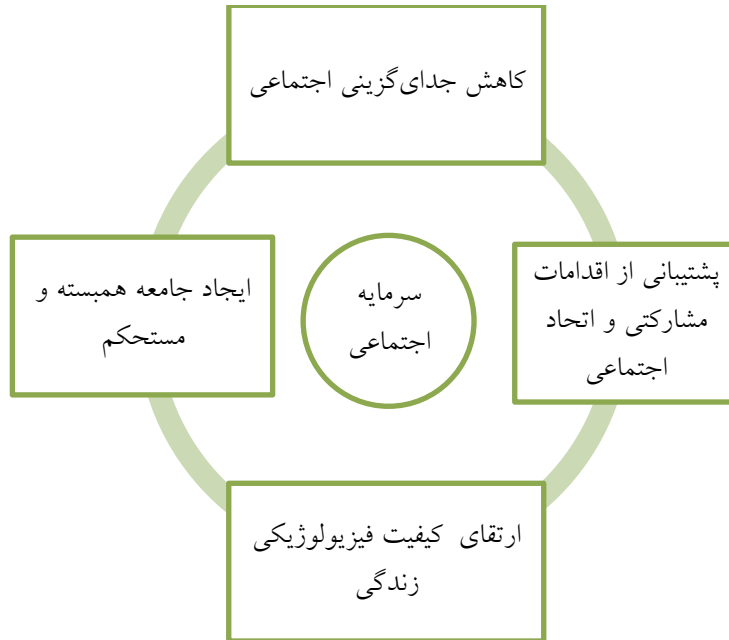 کاهش جدای‌گزینی اجتماعی
پشتیبانی از اقدامات
مشارکتی و اتحاد
اجتماعی
سرمایه
اجتماعی
ایجاد جامعه همبسته و
مستحکم
ارتقای کیفیت فیزیولوژیکی
زندگی